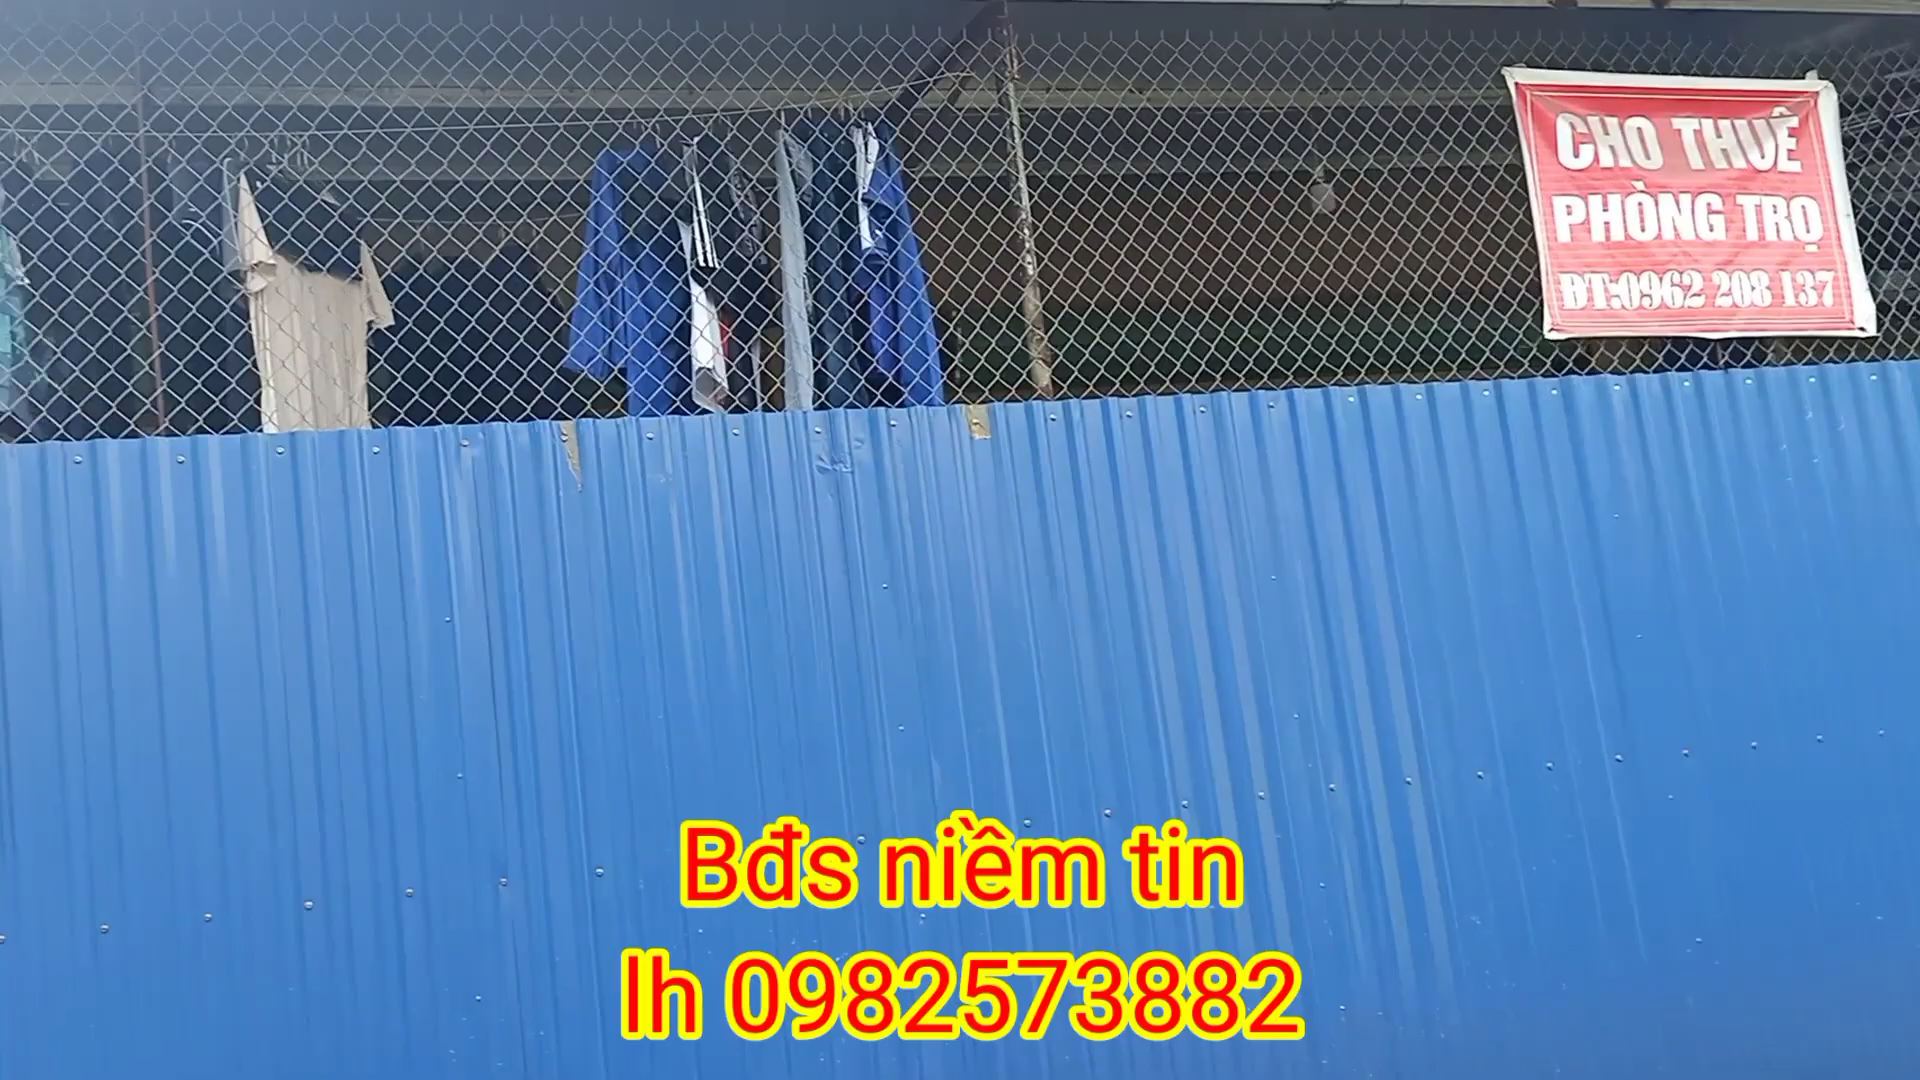 CHO THUÊ
PHÒNG TRỌ
ĐT:0962 208 137
Bđs niềm tin
lh 0982573882